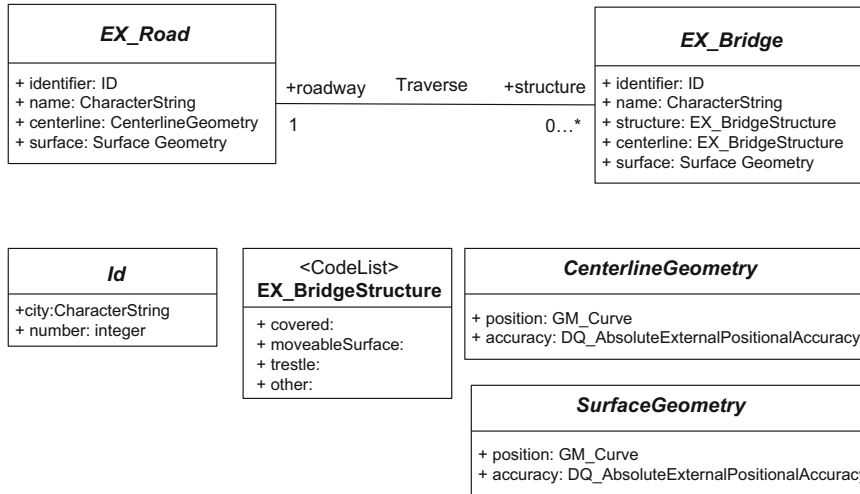 EX_Road
+ identifier: ID
+ name: CharacterString
+ centerline: CenterlineGeometry
+ surface: Surface Geometry
+roadway Traverse +structure
1 0...*
EX_Bridge
+ identifier: ID
+ name: CharacterString
+ structure: EX_BridgeStructure
+ centerline: EX_BridgeStructure
+ surface: Surface Geometry
Id
+city:CharacterString
+ number: integer
<CodeList>
EX_BridgeStructure
+ covered:
+ moveableSurface:
+ trestle:
+ other:
CenterlineGeometry
+ position: GM_Curve
+ accuracy: DQ_AbsoluteExternalPositionalAccuracy
SurfaceGeometry
+ position: GM_Curve
+ accuracy: DQ_AbsoluteExternalPositionalAccuracy